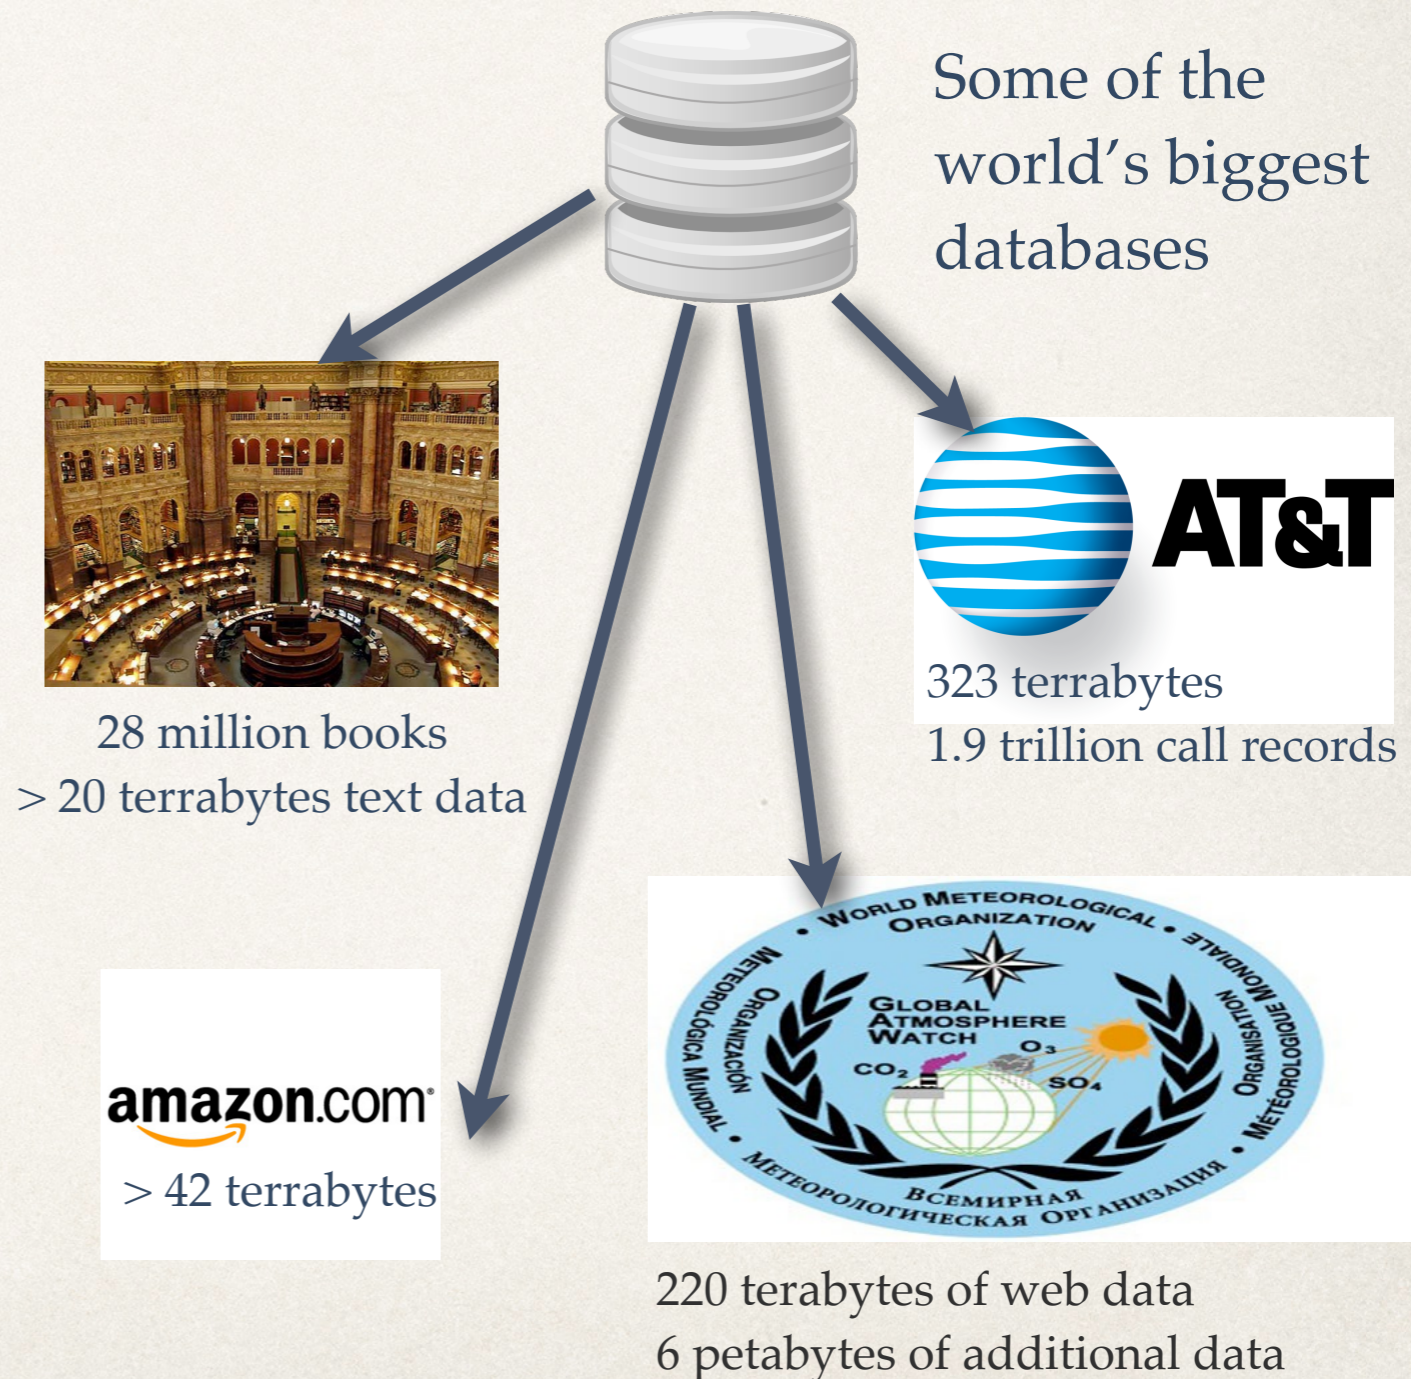 Some of the
world's biggest
databases
AT&T
323 terrabytes
1.9 trillion call records
28 million books
> 20 terrabytes text data
amazon.com
> 42 terrabytes
• WORLD METEOROLOGICAL •
ORGANIZATION
ORGANISATION MÉTÉOROLOGIQUE MONDIALE
ORGANIZACIÓN METEOROLÓGICA MUNDIAL
GLOBAL
ATMOSPHERE
WATCH
O3
CO2
SO4
ВСЕМИРНАЯ
МЕТЕОРОЛОГИЧЕСКАЯ ОРГАНИЗАЦИЯ
220 terabytes of web data
6 petabytes of additional data